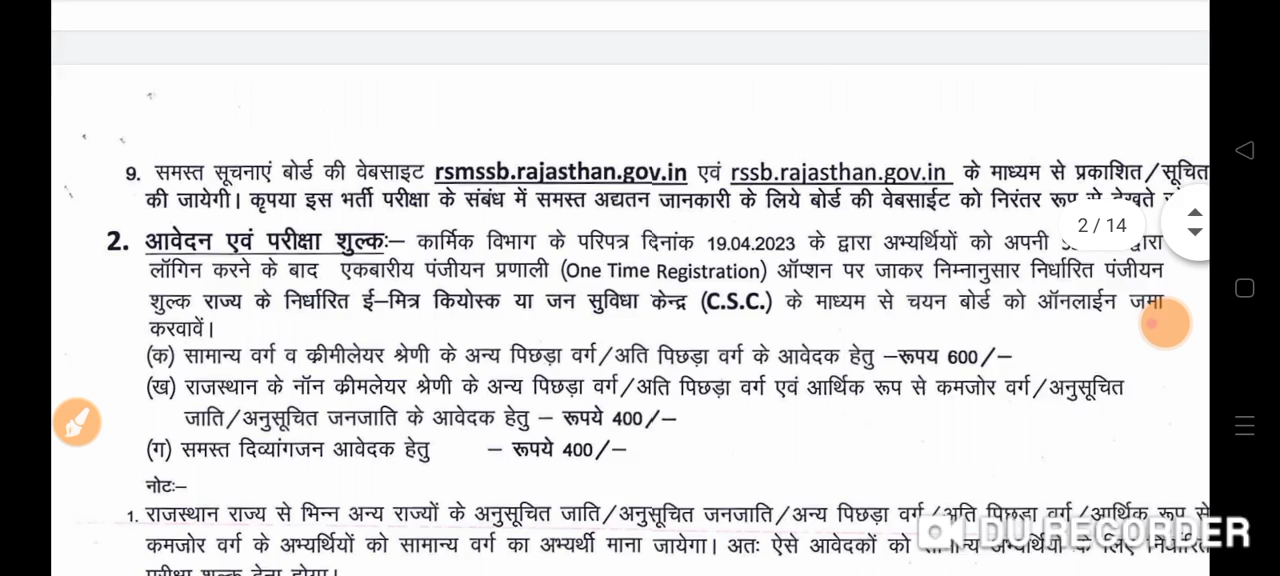 9. समस्त सूचनाएं बोर्ड की वेबसाइट rsmssb.rajasthan.gov.in एवं rssb.rajasthan.gov.in के माध्यम से प्रकाशित/सूचित
की जायेगी। कृपया इस भर्ती परीक्षा के संबंध में समस्त अद्यतन जानकारी के लिये बोर्ड की वेबसाईट को निरंतर रूप से देखते
2 / 14
2. आवेदन एवं परीक्षा शुल्कः– कार्मिक विभाग के परिपत्र दिनांक 19.04.2023 के द्वारा अभ्यर्थियों को अपनी द्वारा
लॉगिन करने के बाद एकबारीय पंजीयन प्रणाली (One Time Registration) ऑप्शन पर जाकर निम्नानुसार निर्धारित पंजीयन
शुल्क राज्य के निर्धारित ई–मित्र कियोस्क या जन सुविधा केन्द्र (C.S.C.) के माध्यम से चयन बोर्ड को ऑनलाईन जमा
करवावें।
(क) सामान्य वर्ग व क्रीमीलेयर श्रेणी के अन्य पिछड़ा वर्ग/अति पिछड़ा वर्ग के आवेदक हेतु –रूपय 600/–
(ख) राजस्थान के नॉन क्रीमलेयर श्रेणी के अन्य पिछड़ा वर्ग/अति पिछड़ा वर्ग एवं आर्थिक रूप से कमजोर वर्ग/अनुसूचित
जाति/अनुसूचित जनजाति के आवेदक हेतु – रूपये 400/–
(ग) समस्त दिव्यांगजन आवेदक हेतु – रूपये 400/–
नोटः–
1. राजस्थान राज्य से भिन्न अन्य राज्यों के अनुसूचित जाति/अनुसूचित जनजाति/अन्य पिछड़ा वर्ग/अति पिछड़ा वर्ग/आर्थिक रूप से
DU RECORDER
कमजोर वर्ग के अभ्यर्थियों को सामान्य वर्ग का अभ्यर्थी माना जायेगा। अतः ऐसे आवेदकों को सामान्य अभ्यर्थियों के लिए निर्धारित
परीक्षा शुल्क देना होगा।